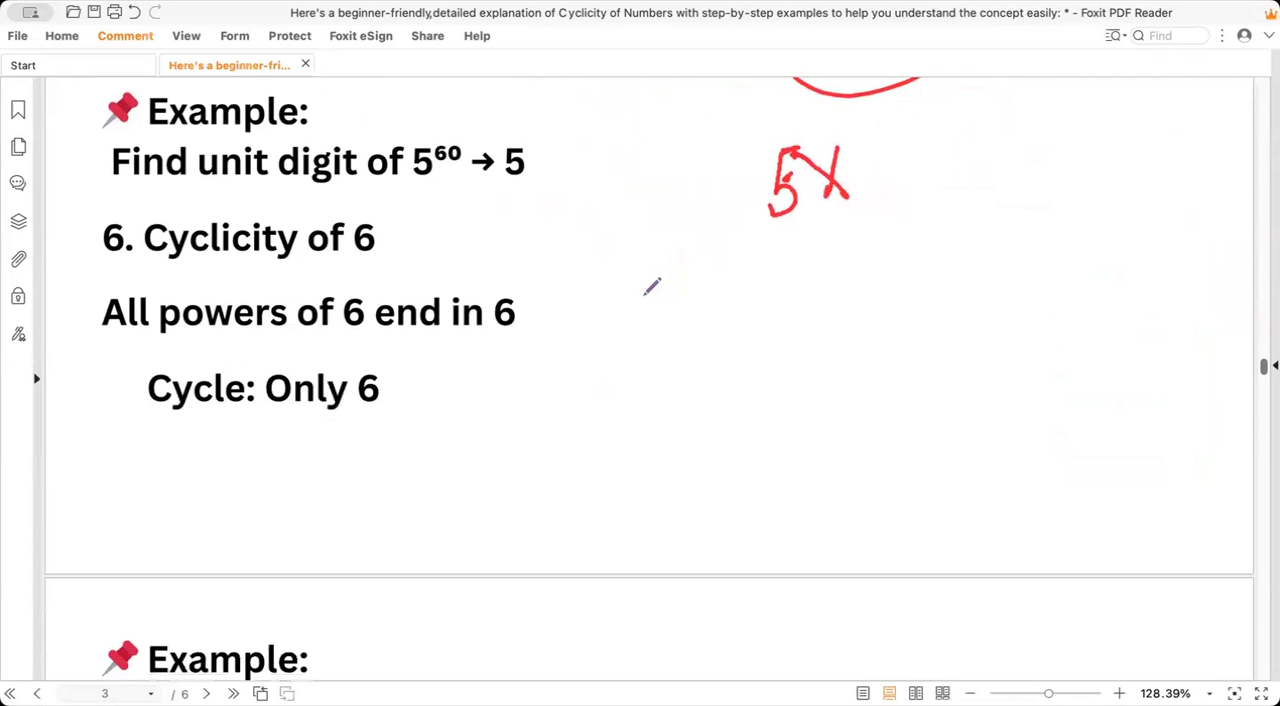 Here's a beginner-friendly,detailed explanation of Cyclicity of Numbers with step-by-step examples to help you understand the concept easily: * - Foxit PDF Reader
File Home Comment View Form Protect Foxit eSign Share Help
Find
Start
Here's a beginner-fri...
📌 Example:
Find unit digit of 5⁶⁰ → 5
5
6. Cyclicity of 6
All powers of 6 end in 6
Cycle: Only 6
📌 Example:
3 / 6
128.39%